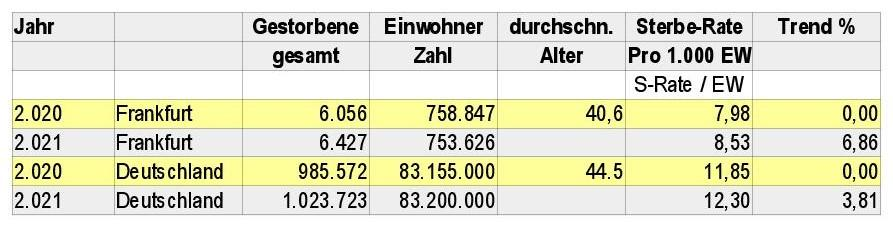 Jahr Gestorbene Einwohner durchschn. Sterbe-Rate Trend %
gesamt Zahl Alter Pro 1.000 EW
S-Rate / EW
2.020 Frankfurt 6.056 758.847 40,6 7,98 0,00
2.021 Frankfurt 6.427 753.626 8,53 6,86
2.020 Deutschland 985.572 83.155.000 44.5 11,85 0,00
2.021 Deutschland 1.023.723 83.200.000 12,30 3,81